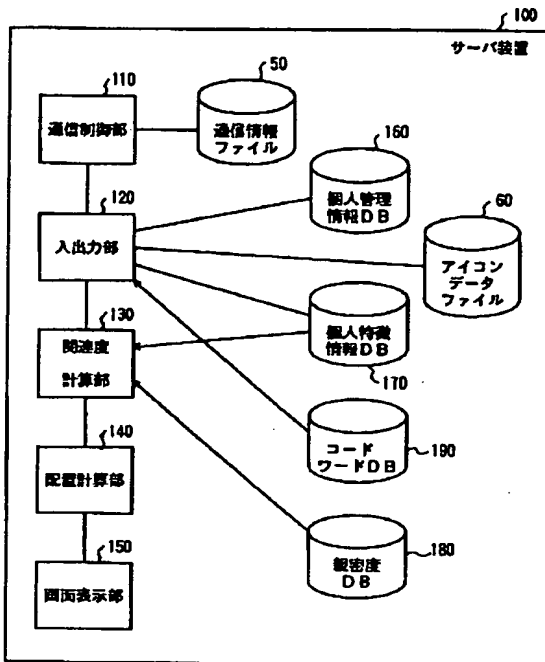 100
サーバ装置
110
通信制御部
50
通信情報
ファイル
120
入出力部
160
個人管理
情報DB
60
アイコン
データ
ファイル
130
関連度
計算部
個人特徴
情報DB
170
140
配置計算部
コード
ワードDB
190
150
画面表示部
親密度
DB
180